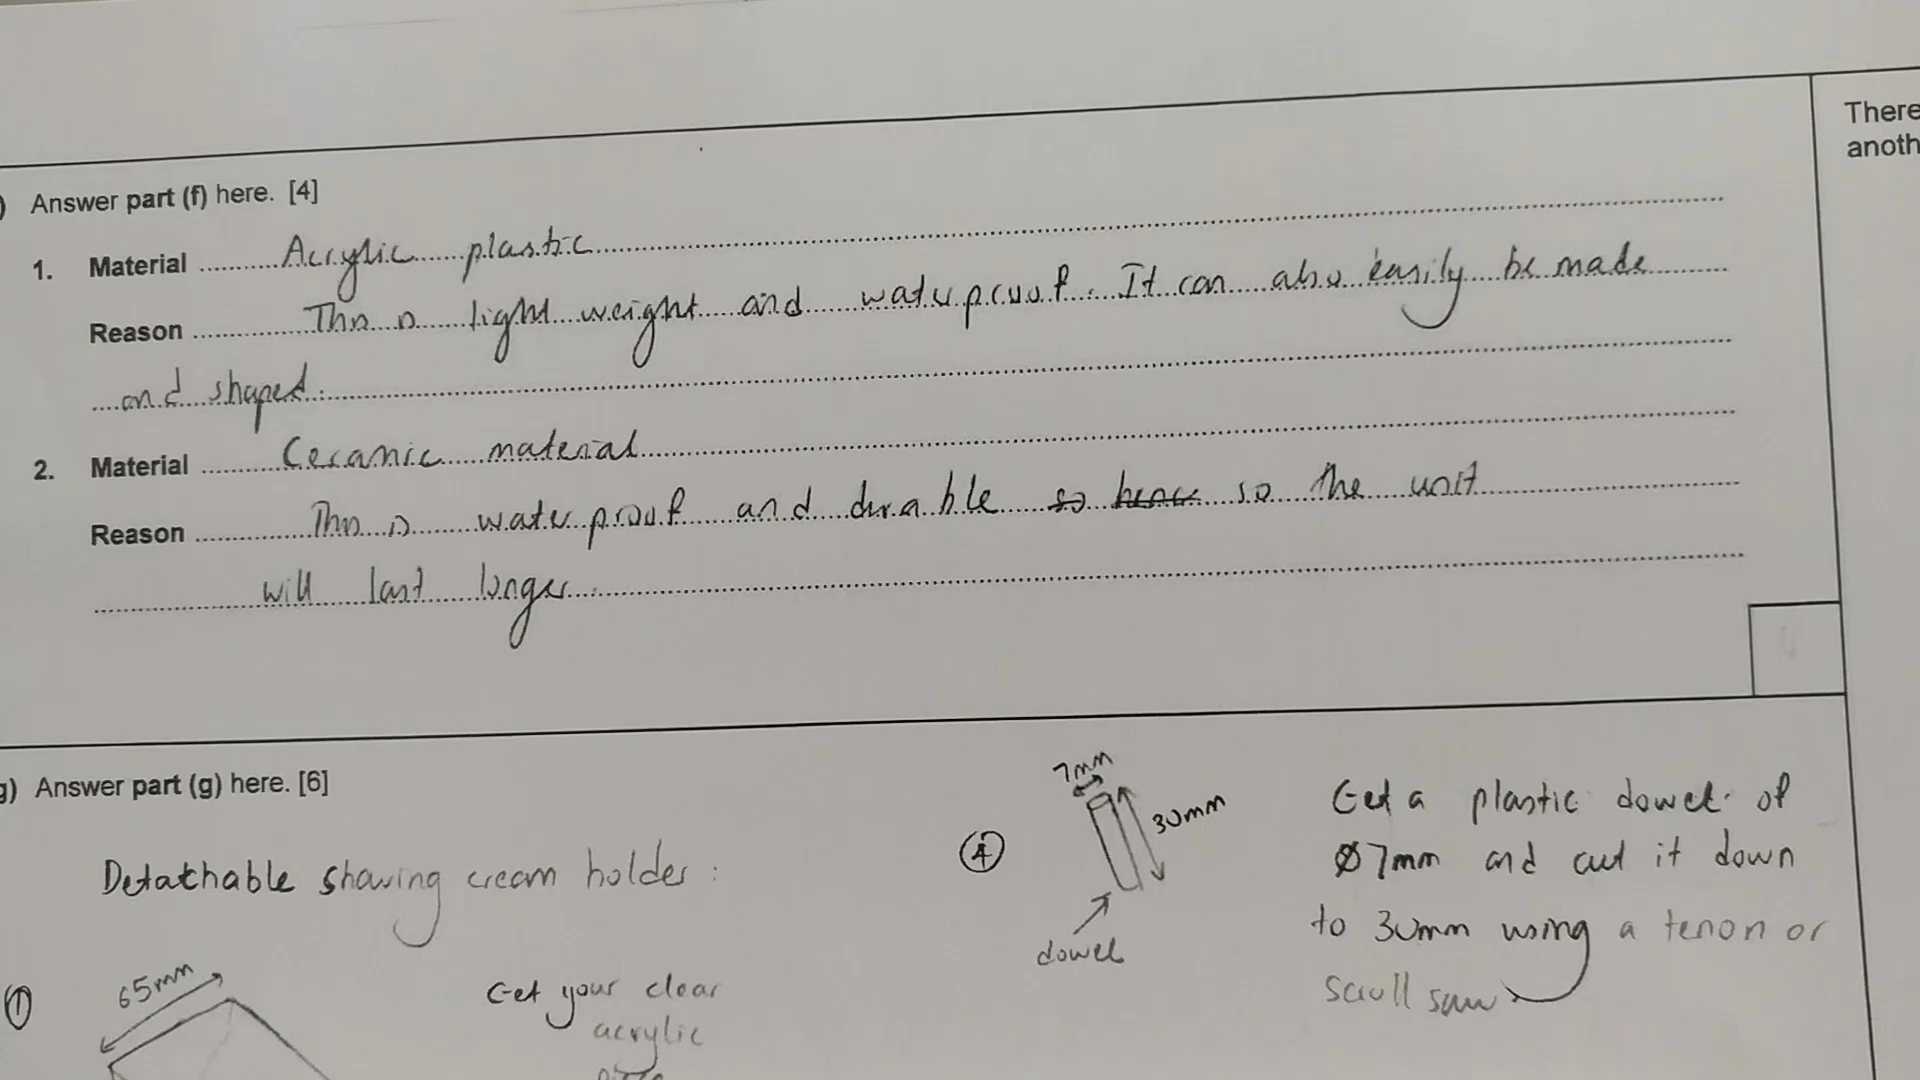 There
anoth
) Answer part (f) here. [4]
1. Material Acrylic plastic
Reason This is light weight and waterproof. It can also easily be made
and shaped.
2. Material Ceramic material
Reason This is waterproof and durable so hence so the unit
will last longer.
g) Answer part (g) here. [6]
Detachable shaving cream holder :
① 65mm
Get your clear
acrylic
④ 7mm
30mm
dowel
Get a plastic dowel of
Ø7mm and cut it down
to 30mm using a tenon or
scroll saw